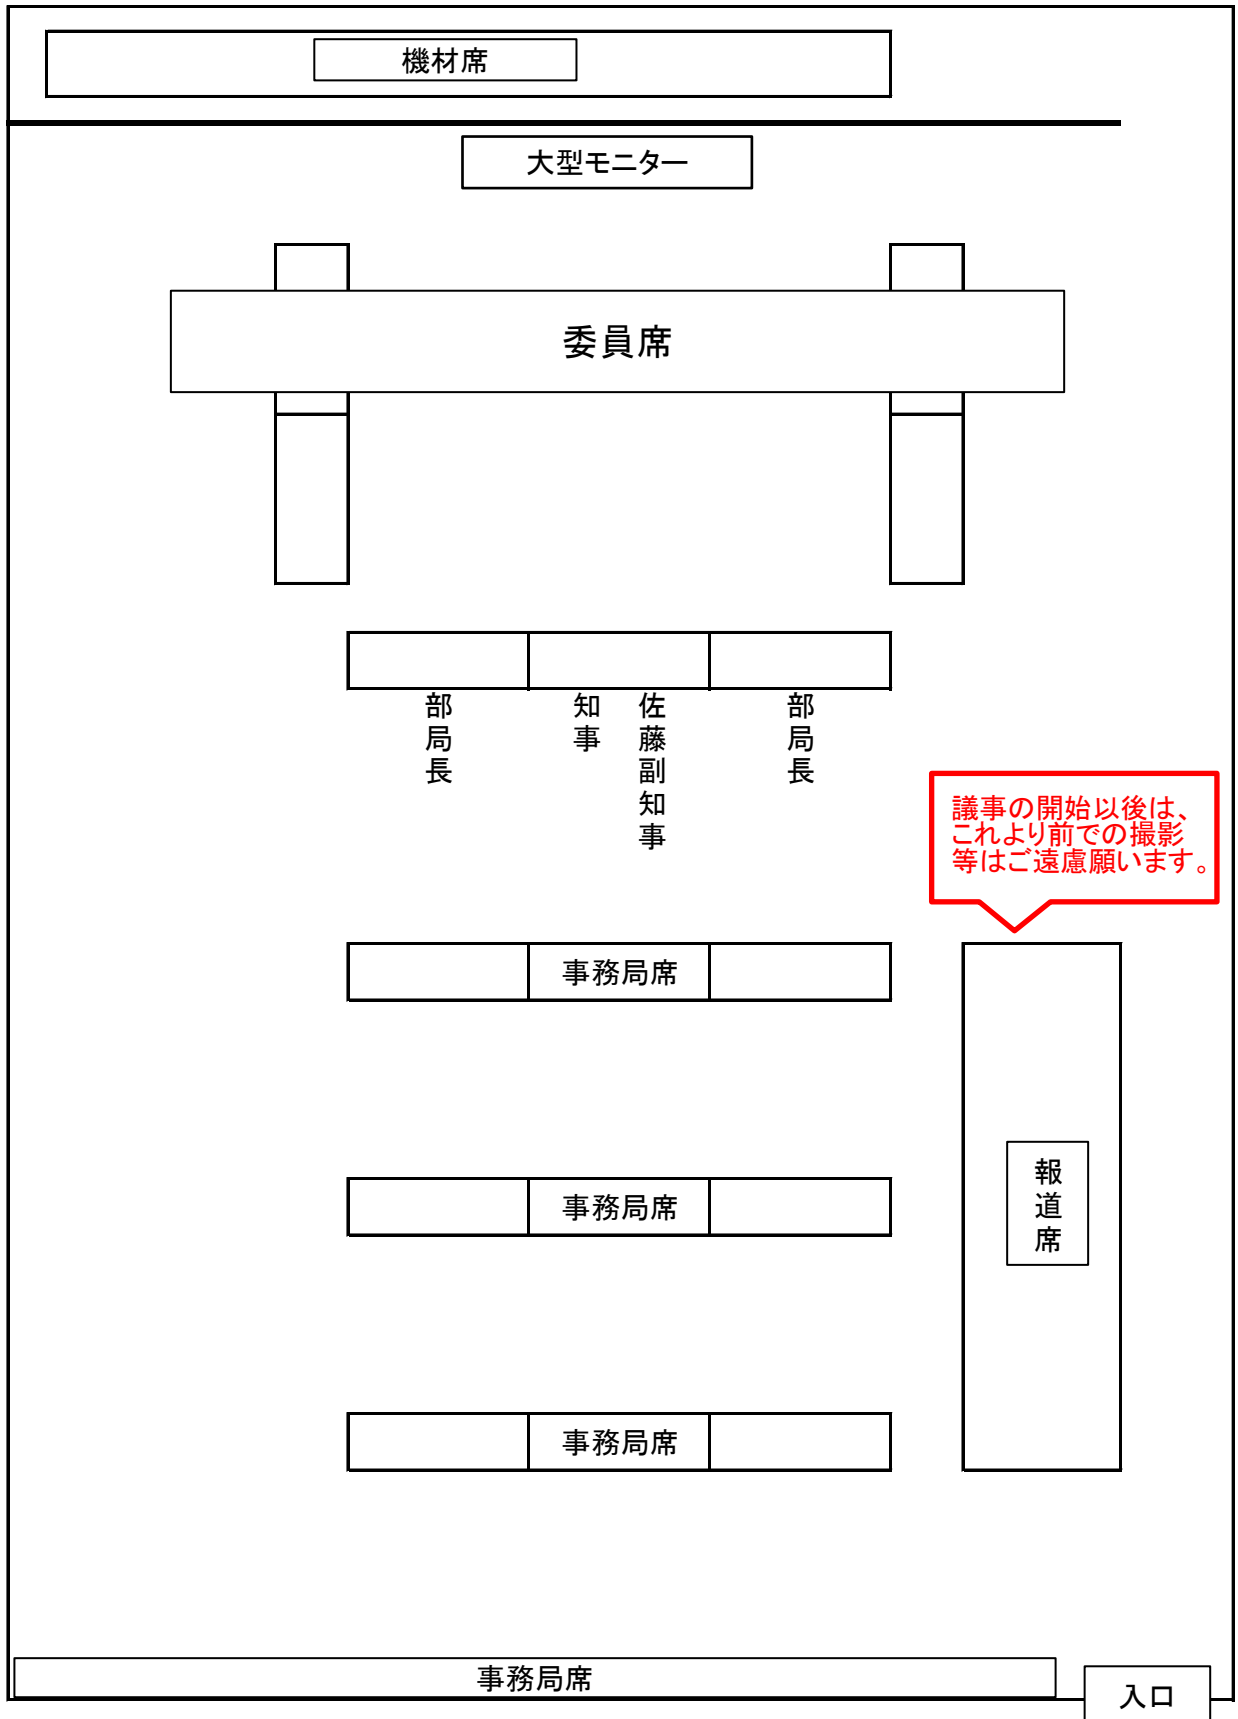 機材席
大型モニター
委員席
部局長
知事
佐藤副知事
部局長
議事の開始以後は、
これより前での撮影
等はご遠慮願います。
事務局席
事務局席
報道席
事務局席
事務局席
入口